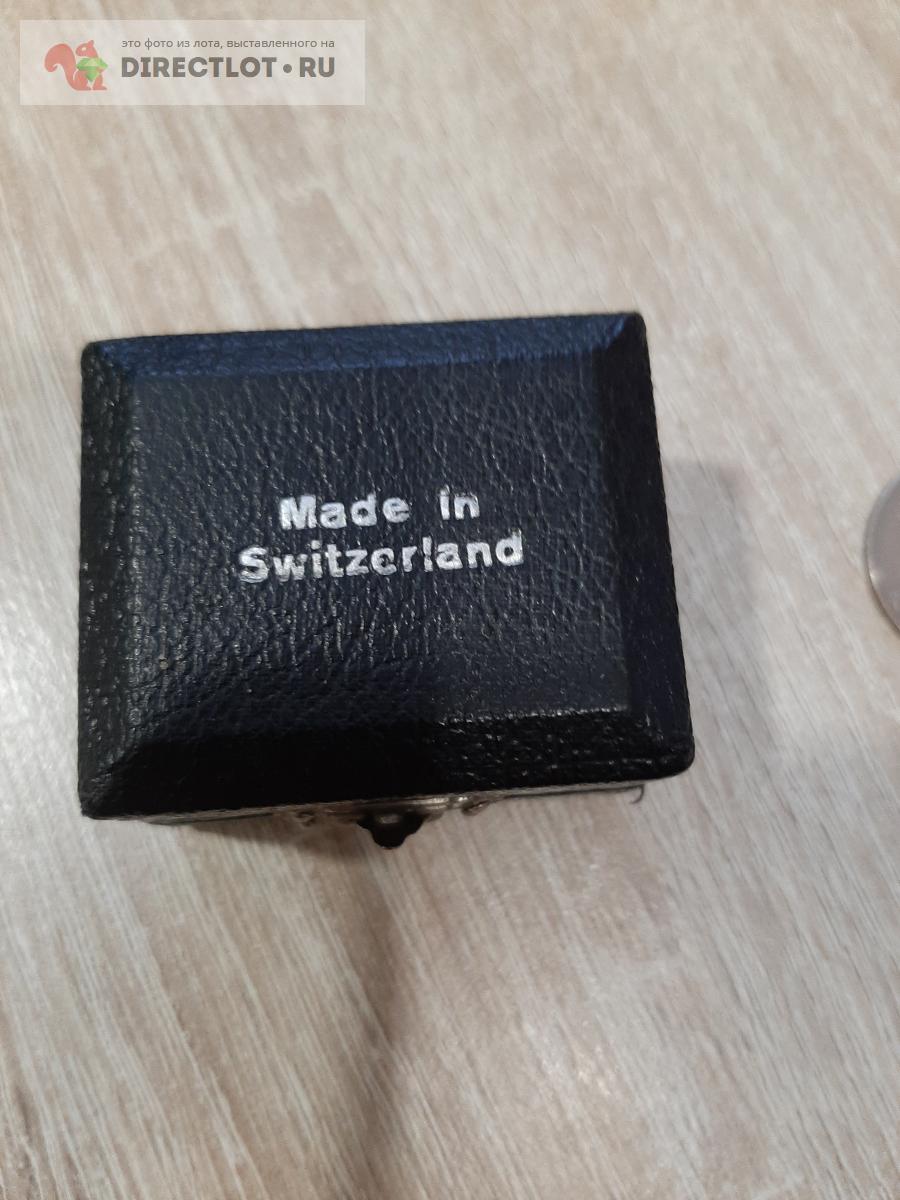 это фото из лота, выставленного на
DIRECTLOT•RU
Made in
Switzerland